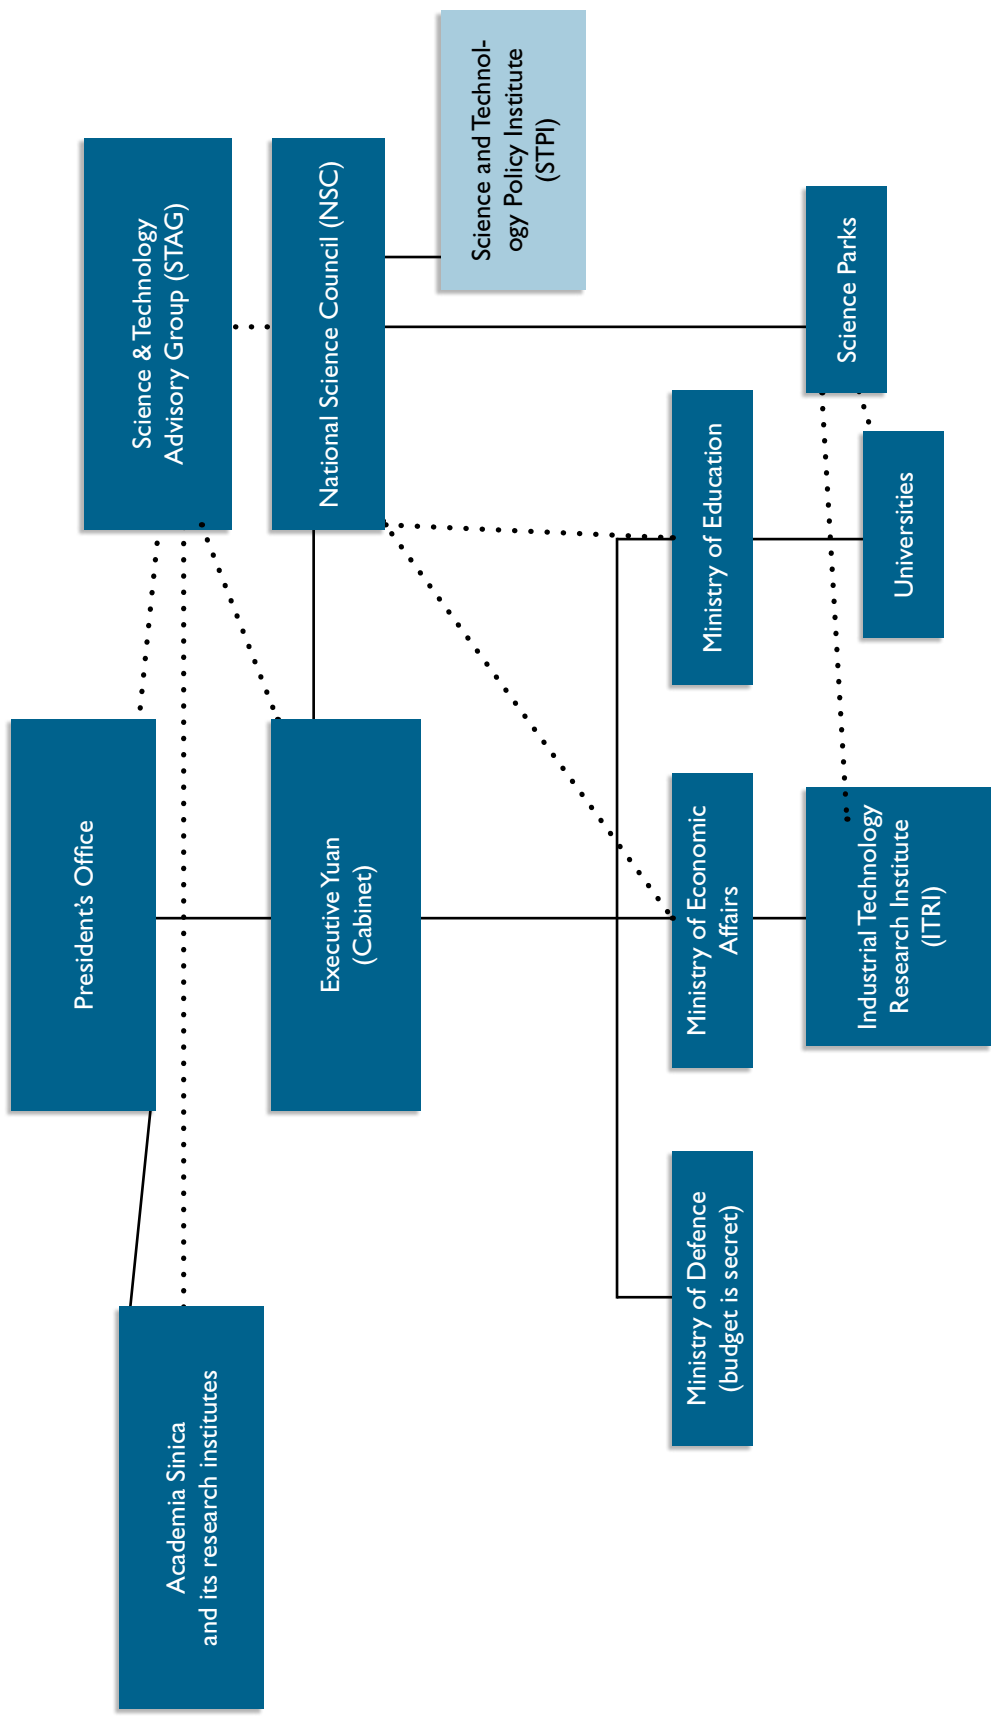 President's Office
Science & Technology
Advisory Group (STAG)
Academia Sinica
and its research institutes
Executive Yuan
(Cabinet)
National Science Council (NSC)
Science and Technol-
ogy Policy Institute
(STPI)
Ministry of Defence
(budget is secret)
Ministry of Economic
Affairs
Ministry of Education
Industrial Technology
Research Institute
(ITRI)
Universities
Science Parks